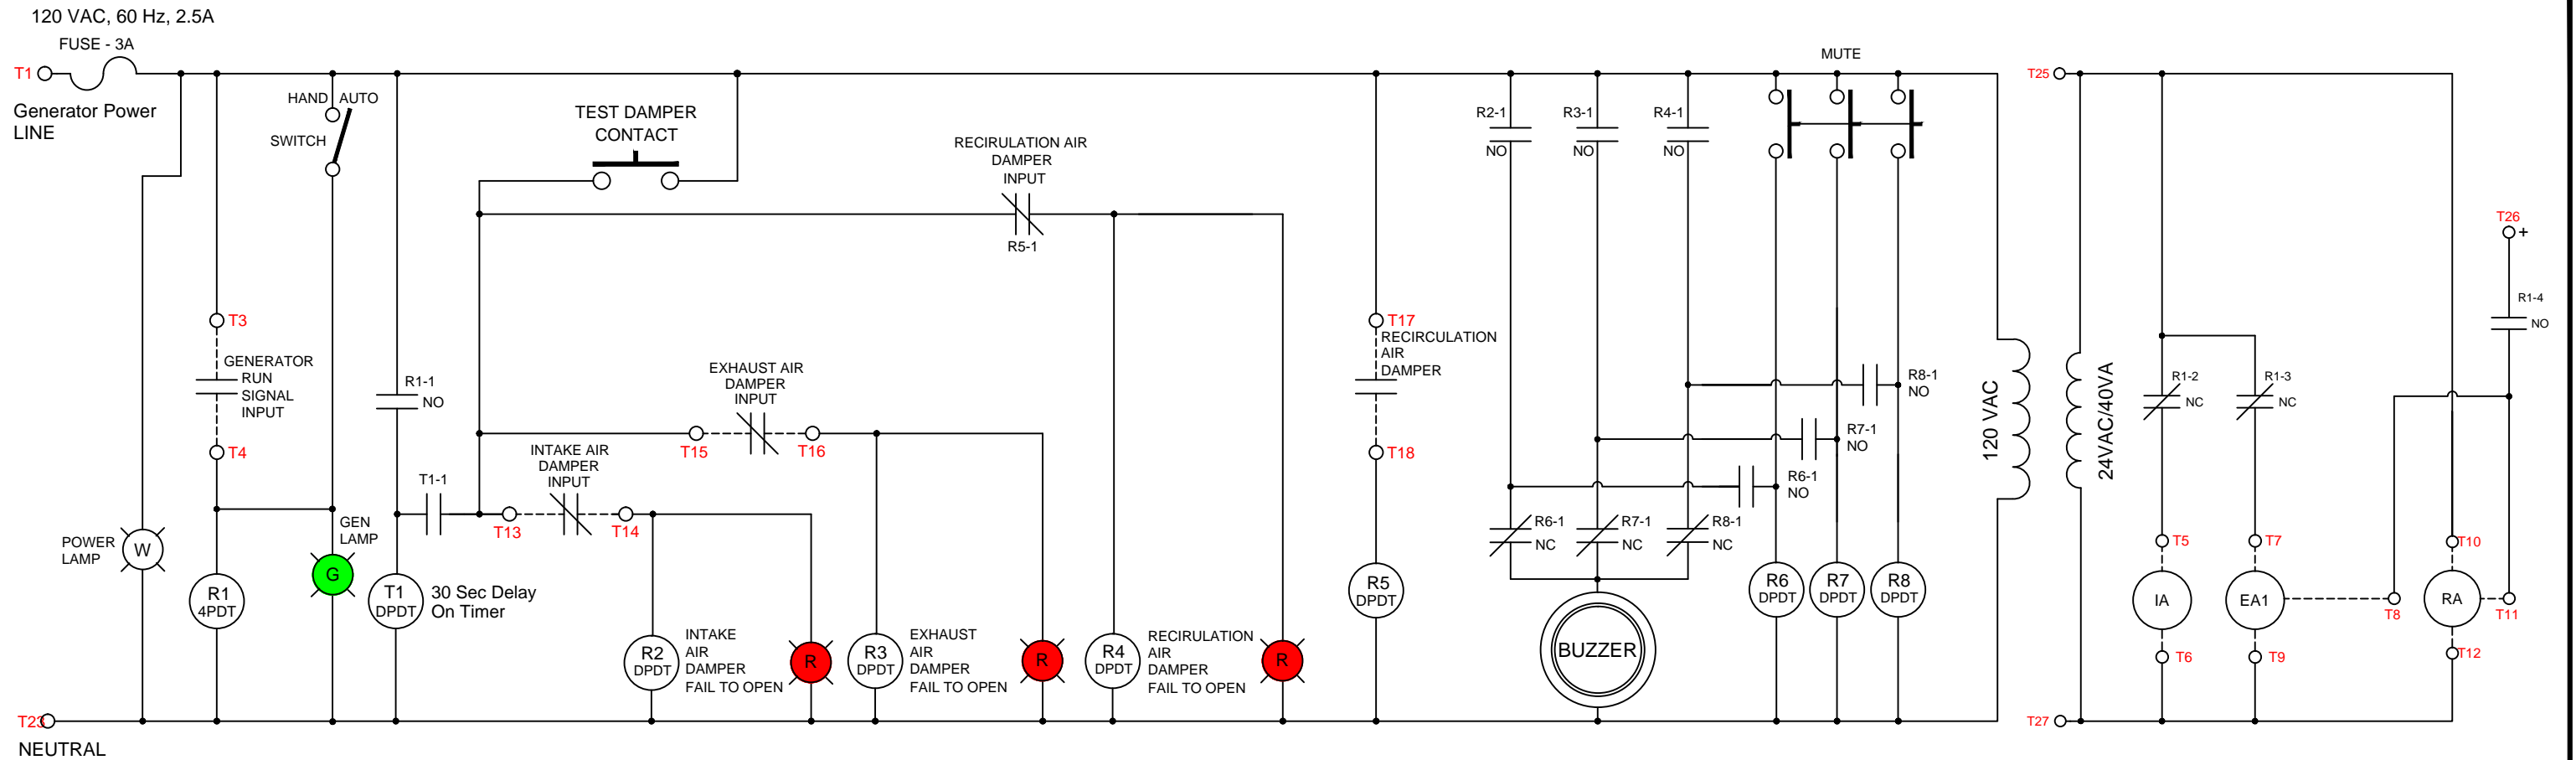 120 VAC, 60 Hz, 2.5A
FUSE - 3A
T1
Generator Power
LINE
HAND AUTO
SWITCH
TEST DAMPER
CONTACT
RECIRULATION AIR
DAMPER
INPUT
R5-1
T3
GENERATOR
RUN
SIGNAL
INPUT
T4
R1-1
NO
T1-1
EXHAUST AIR
DAMPER
INPUT
T15
T16
INTAKE AIR
DAMPER
INPUT
T13
T14
POWER
LAMP
W
R1
4PDT
GEN
LAMP
G
T1
DPDT
30 Sec Delay
On Timer
R2
DPDT
INTAKE
AIR
DAMPER
FAIL TO OPEN
R
R3
DPDT
EXHAUST
AIR
DAMPER
FAIL TO OPEN
R
R4
DPDT
RECIRULATION
AIR
DAMPER
FAIL TO OPEN
R
T17
RECIRCULATION
AIR
DAMPER
T18
R5
DPDT
R2-1
NO
R3-1
NO
R4-1
NO
MUTE
R8-1
NO
R7-1
NO
R6-1
NO
R6-1
NC
R7-1
NC
R8-1
NC
BUZZER
R6
DPDT
R7
DPDT
R8
DPDT
120 VAC
24VAC/40VA
T25
R1-2
NC
R1-3
NC
T26
+
R1-4
NO
T5
IA
T6
T7
EA1
T9
T8
T10
RA
T11
T12
T27
T23
NEUTRAL